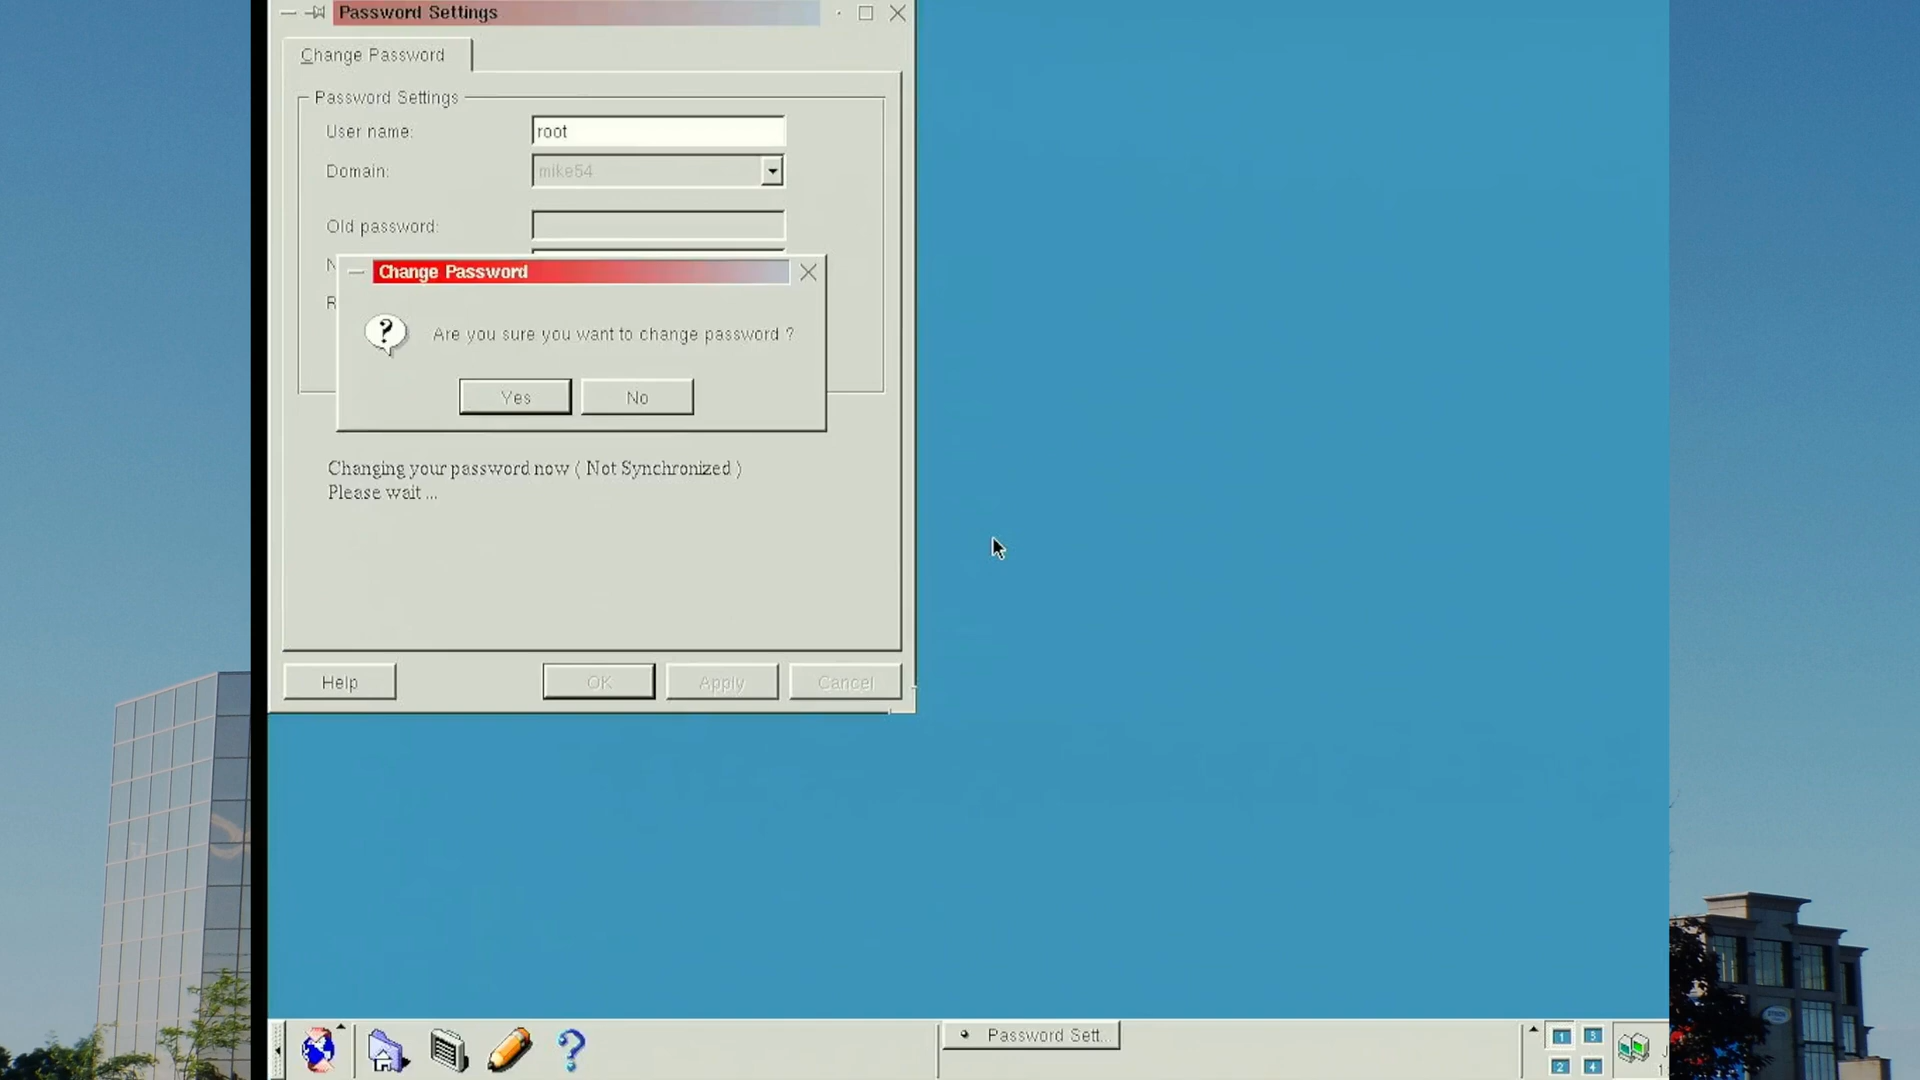 Password Settings
Change Password
Password Settings
User name:
root
Domain:
mike54
Old password:
N
R
Change Password
?
Are you sure you want to change password ?
Yes
No
Changing your password now ( Not Synchronized )
Please wait ...
Help
OK
Apply
Cancel
?
Password Sett...
1
2
4